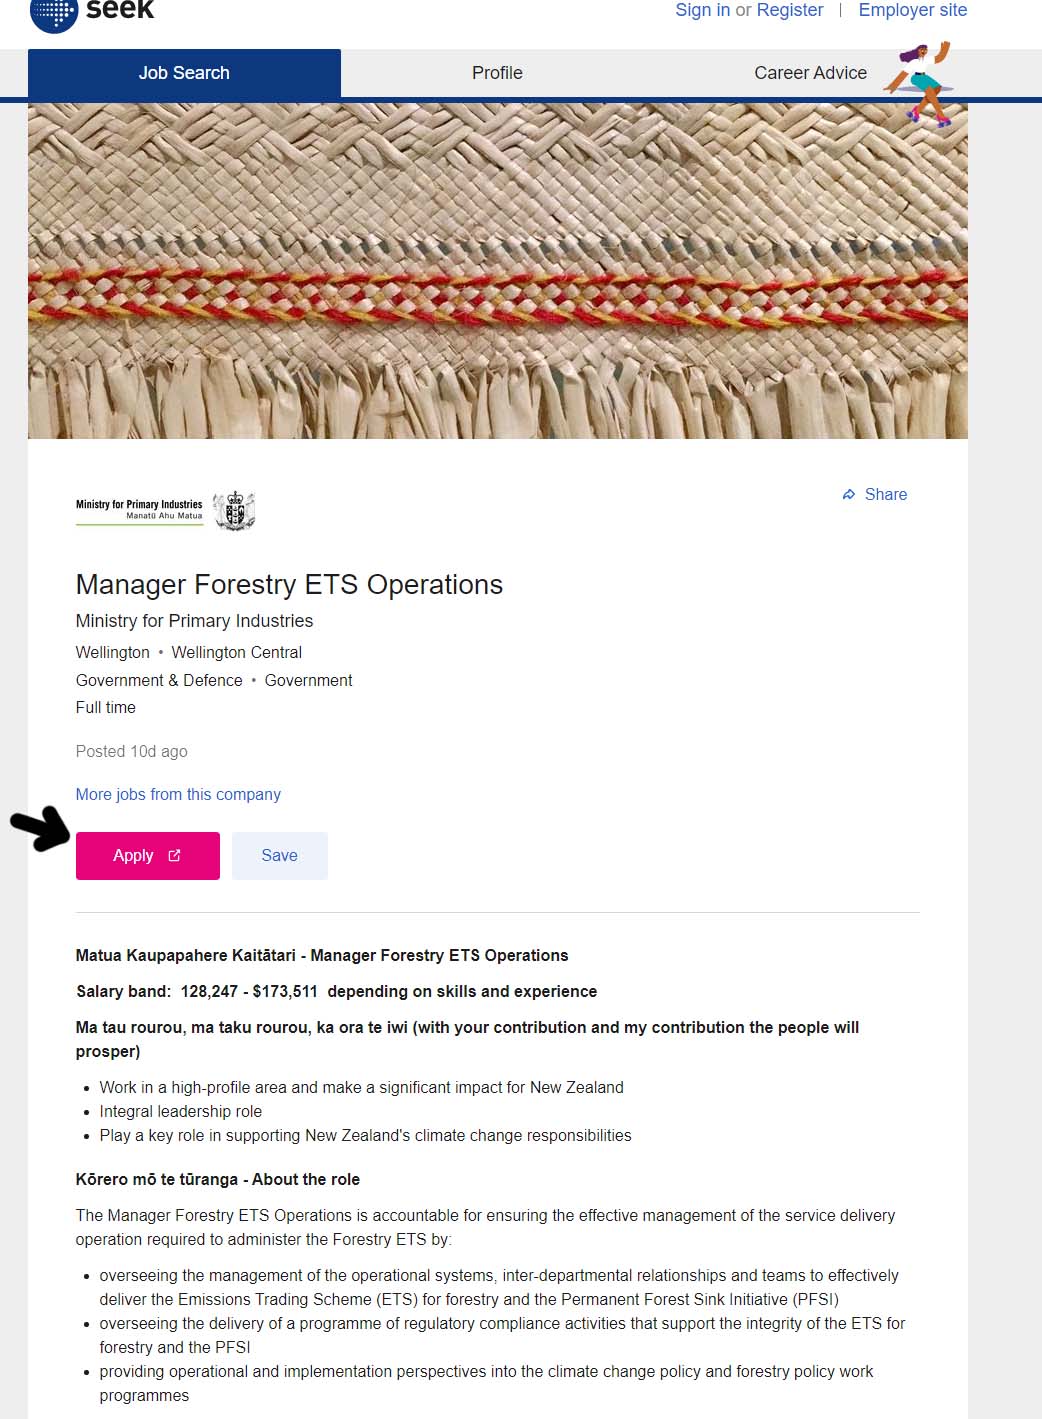 seek
Sign in or Register | Employer site
Job Search
Profile
Career Advice
Ministry for Primary Industries
Manatū Ahu Matua
Share
Manager Forestry ETS Operations
Ministry for Primary Industries
Wellington • Wellington Central
Government & Defence • Government
Full time
Posted 10d ago
More jobs from this company
Apply
Save
Matua Kaupapahere Kaitātari - Manager Forestry ETS Operations
Salary band:  128,247 - $173,511  depending on skills and experience
Ma tau rourou, ma taku rourou, ka ora te iwi (with your contribution and my contribution the people will
prosper)
• Work in a high-profile area and make a significant impact for New Zealand
• Integral leadership role
• Play a key role in supporting New Zealand's climate change responsibilities
Kōrero mō te tūranga - About the role
The Manager Forestry ETS Operations is accountable for ensuring the effective management of the service delivery
operation required to administer the Forestry ETS by:
• overseeing the management of the operational systems, inter-departmental relationships and teams to effectively
deliver the Emissions Trading Scheme (ETS) for forestry and the Permanent Forest Sink Initiative (PFSI)
• overseeing the delivery of a programme of regulatory compliance activities that support the integrity of the ETS for
forestry and the PFSI
• providing operational and implementation perspectives into the climate change policy and forestry policy work
programmes